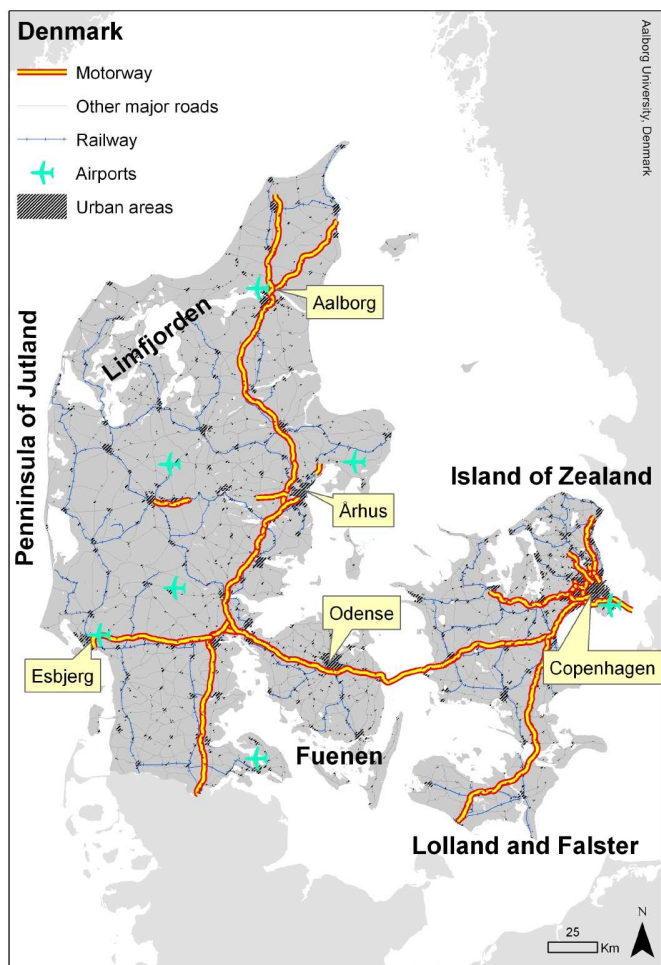 Denmark
Motorway
Other major roads
Railway
Airports
Urban areas
Aalborg University, Denmark
Aalborg
Limfjorden
Penninsula of Jutland
Island of Zealand
Århus
Odense
Esbjerg
Copenhagen
Fuenen
Lolland and Falster
N
25
Km